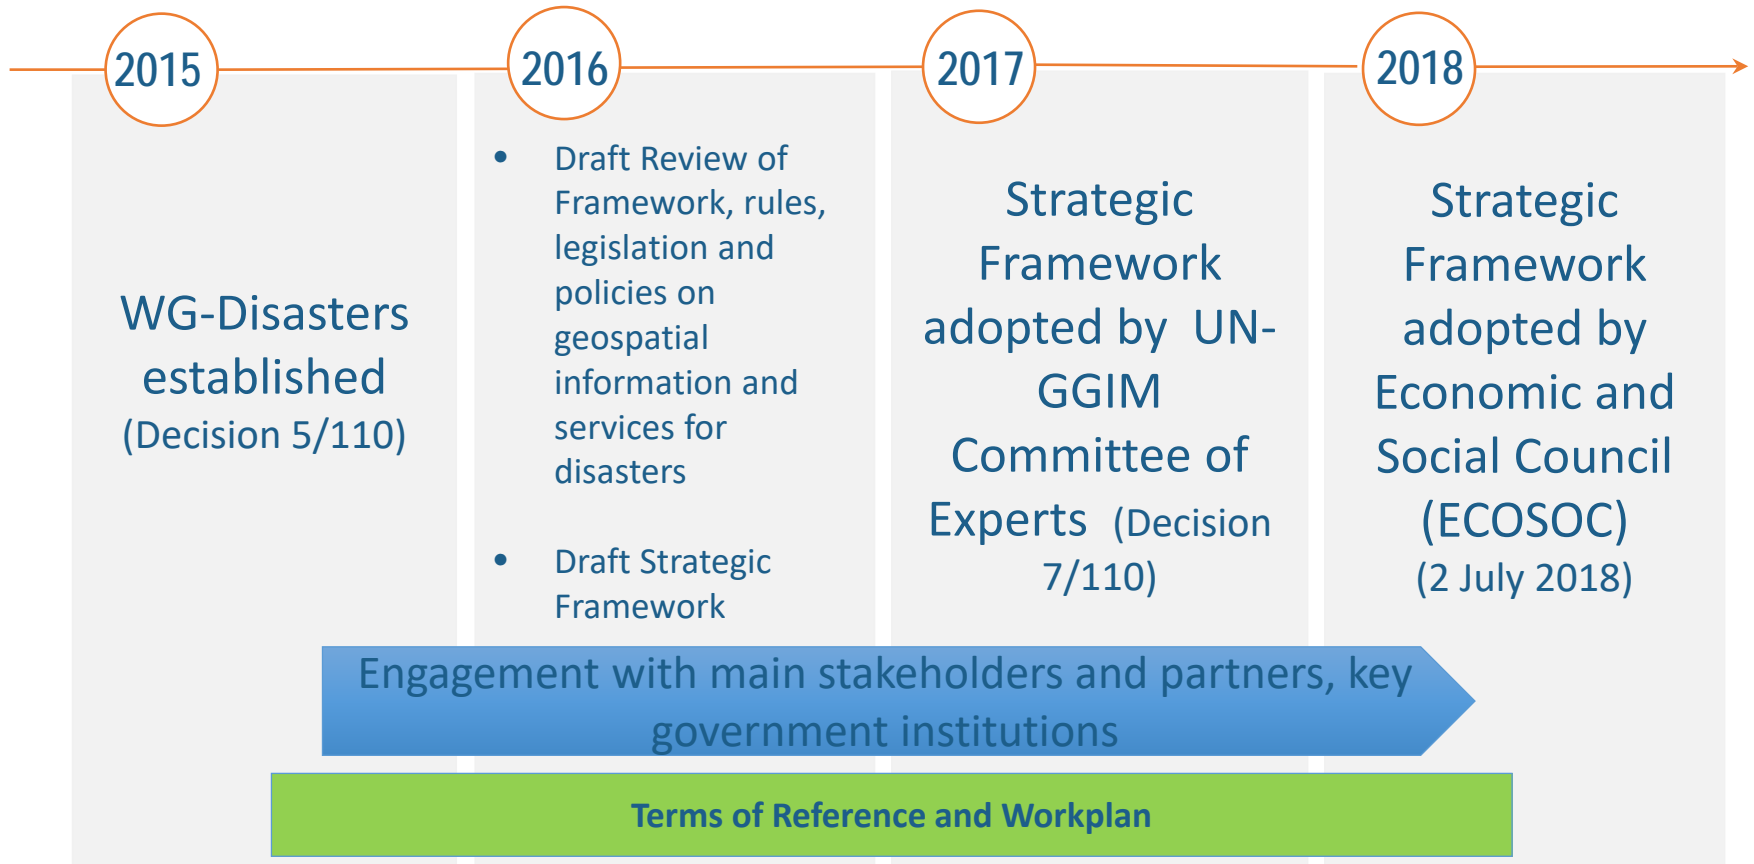 2015
2016
2017
2018
WG-Disasters
established
(Decision 5/110)
• Draft Review of
Framework, rules,
legislation and
policies on
geospatial
information and
services for
disasters
• Draft Strategic
Framework
Strategic
Framework
adopted by UN-
GGIM
Committee of
Experts (Decision
7/110)
Strategic
Framework
adopted by
Economic and
Social Council
(ECOSOC)
(2 July 2018)
Engagement with main stakeholders and partners, key
government institutions
Terms of Reference and Workplan